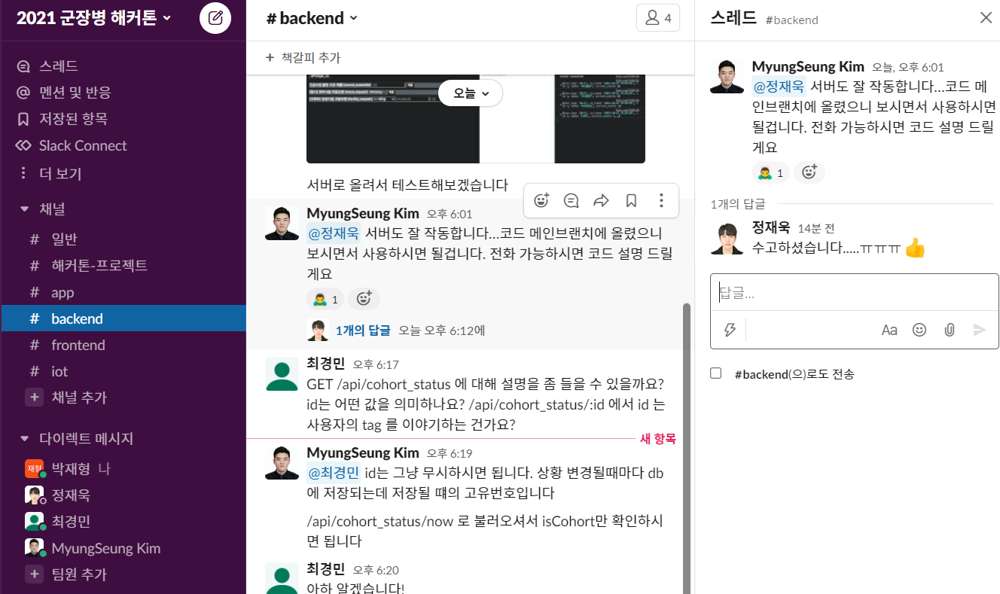 2021 군장병 해커톤
스레드
멘션 및 반응
저장된 항목
Slack Connect
더 보기
채널
# 일반
# 해커톤-프로젝트
# app
# backend
# frontend
# iot
+ 채널 추가
다이렉트 메시지
재형 박재형 나
정재욱
최경민
MyungSeung Kim
+ 팀원 추가
# backend
4
+ 책갈피 추가
오늘
서버로 올려서 테스트해보겠습니다
MyungSeung Kim 오후 6:01
@정재욱 서버도 잘 작동합니다...코드 메인브랜치에 올렸으니
보시면서 사용하시면 될겁니다. 전화 가능하시면 코드 설명 드릴
게요
1
1개의 답글 오늘 오후 6:12에
최경민 오후 6:17
GET /api/cohort_status 에 대해 설명을 좀 들을 수 있을까요?
id는 어떤 값을 의미하나요? /api/cohort_status/:id 에서 id 는
사용자의 tag 를 이야기하는 건가요?
새 항목
MyungSeung Kim 오후 6:19
@최경민 id는 그냥 무시하시면 됩니다. 상황 변경될때마다 db
에 저장되는데 저장될 떄의 고유번호입니다
/api/cohort_status/now 로 불러오셔서 isCohort만 확인하시
면 됩니다
최경민 오후 6:20
아하 알겠습니다!
스레드 #backend
MyungSeung Kim 오늘, 오후 6:01
@정재욱 서버도 잘 작동합니다...코드 메
인브랜치에 올렸으니 보시면서 사용하시면
될겁니다. 전화 가능하시면 코드 설명 드릴
게요
1
1개의 답글
정재욱 14분 전
수고하셨습니다.....ㅠㅠㅠ 👍
답글...
Aa
#backend(으)로도 전송